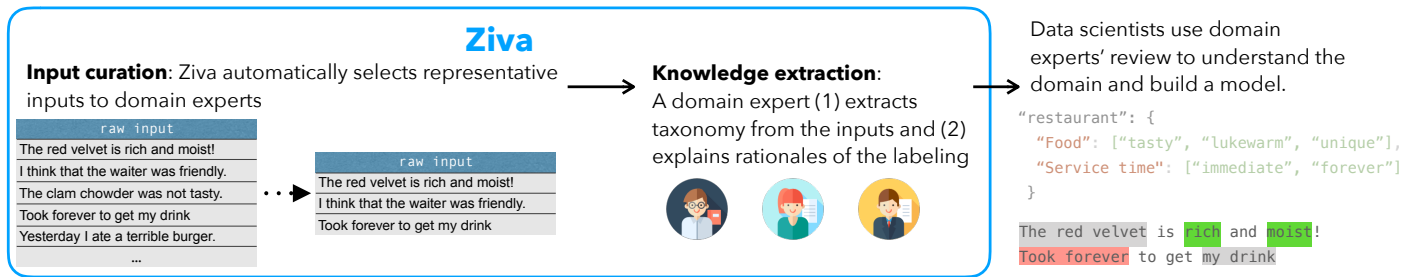 Ziva
Input curation: Ziva automatically selects representative
inputs to domain experts
raw input
The red velvet is rich and moist!
I think that the waiter was friendly.
The clam chowder was not tasty.
Took forever to get my drink
Yesterday I ate a terrible burger.
...
raw input
The red velvet is rich and moist!
I think that the waiter was friendly.
Took forever to get my drink
Knowledge extraction:
A domain expert (1) extracts
taxonomy from the inputs and (2)
explains rationales of the labeling
Data scientists use domain
experts’ review to understand the
domain and build a model.
“restaurant”: {
“Food”: [“tasty”, “lukewarm”, “unique”],
“Service time": [“immediate”, “forever”]
}
The red velvet is rich and moist!
Took forever to get my drink